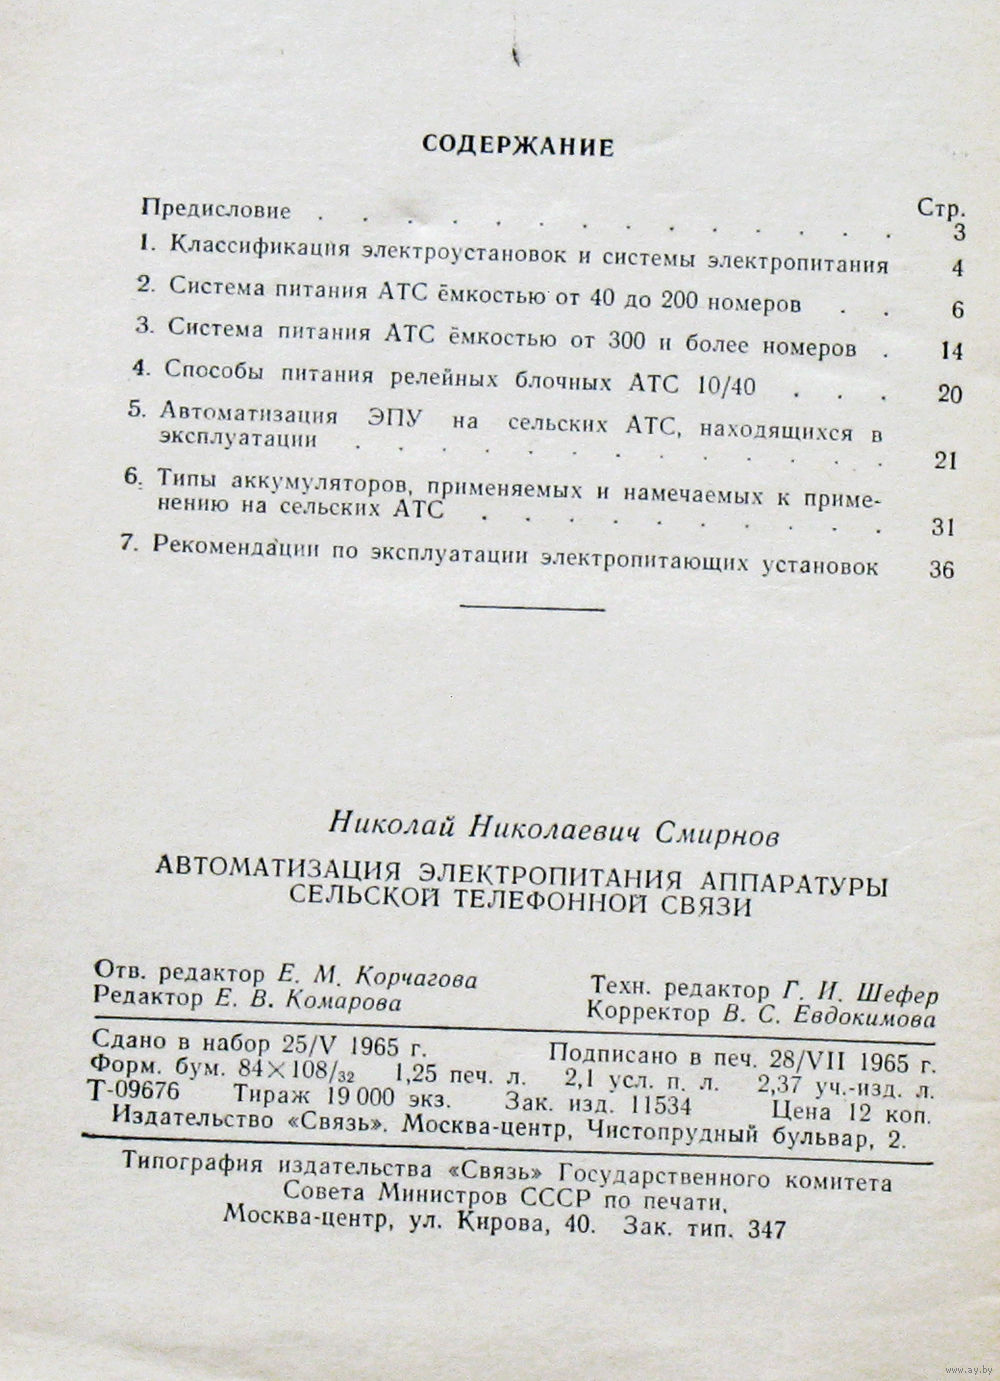 СОДЕРЖАНИЕ
Стр.
Предисловие . . . . . . . . . . . . . . 3
1. Классификация электроустановок и системы электропитания 4
2. Система питания АТС ёмкостью от 40 до 200 номеров . . 6
3. Система питания АТС ёмкостью от 300 и более номеров . 14
4. Способы питания релейных блочных АТС 10/40 . . . 20
5. Автоматизация ЭПУ на сельских АТС, находящихся в
эксплуатации . . . . . . . . . . . . . 21
6. Типы аккумуляторов, применяемых и намечаемых к приме-
нению на сельских АТС . . . . . . . . . . 31
7. Рекомендации по эксплуатации электропитающих установок 36
Николай Николаевич Смирнов
АВТОМАТИЗАЦИЯ ЭЛЕКТРОПИТАНИЯ АППАРАТУРЫ
СЕЛЬСКОЙ ТЕЛЕФОННОЙ СВЯЗИ
Отв. редактор Е. М. Корчагова Техн. редактор Г. И. Шефер
Редактор Е. В. Комарова Корректор В. С. Евдокимова
Сдано в набор 25/V 1965 г. Подписано в печ. 28/VII 1965 г.
Форм. бум. 84×108/32 1,25 печ. л. 2,1 усл. п. л. 2,37 уч.-изд. л.
Т-09676 Тираж 19 000 экз. Зак. изд. 11534 Цена 12 коп.
Издательство «Связь». Москва-центр, Чистопрудный бульвар, 2.
Типография издательства «Связь» Государственного комитета
Совета Министров СССР по печати.
Москва-центр, ул. Кирова, 40. Зак. тип. 347
www.ay.by